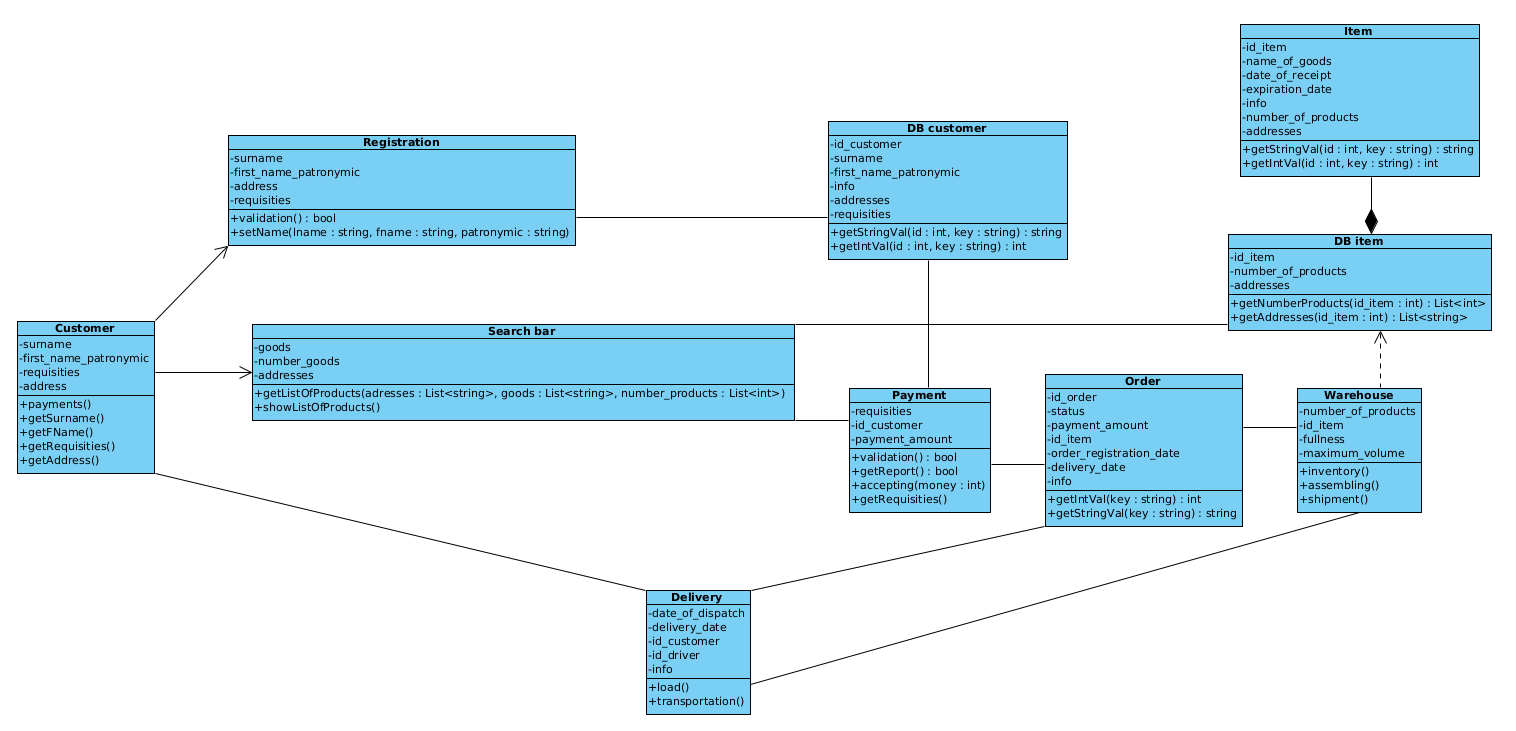 Item
-id_item
-name_of_goods
-date_of_receipt
-expiration_date
-info
-number_of_products
-addresses
+getStringVal(id : int, key : string) : string
+getIntVal(id : int, key : string) : int
DB customer
-id_customer
-surname
-first_name_patronymic
-info
-addresses
-requisities
+getStringVal(id : int, key : string) : string
+getIntVal(id : int, key : string) : int
Registration
-surname
-first_name_patronymic
-address
-requisities
+validation() : bool
+setName(lname : string, fname : string, patronymic : string)
DB item
-id_item
-number_of_products
-addresses
+getNumberProducts(id_item : int) : List<int>
+getAddresses(id_item : int) : List<string>
Customer
-surname
-first_name_patronymic
-requisities
-address
+payments()
+getSurname()
+getFName()
+getRequisities()
+getAddress()
Search bar
-goods
-number_goods
-addresses
+getListOfProducts(adresses : List<string>, goods : List<string>, number_products : List<int>)
+showListOfProducts()
Payment
-requisities
-id_customer
-payment_amount
+validation() : bool
+getReport() : bool
+accepting(money : int)
+getRequisities()
Order
-id_order
-status
-payment_amount
-id_item
-order_registration_date
-delivery_date
-info
+getIntVal(key : string) : int
+getStringVal(key : string) : string
Warehouse
-number_of_products
-id_item
-fullness
-maximum_volume
+inventory()
+assembling()
+shipment()
Delivery
-date_of_dispatch
-delivery_date
-id_customer
-id_driver
-info
+load()
+transportation()